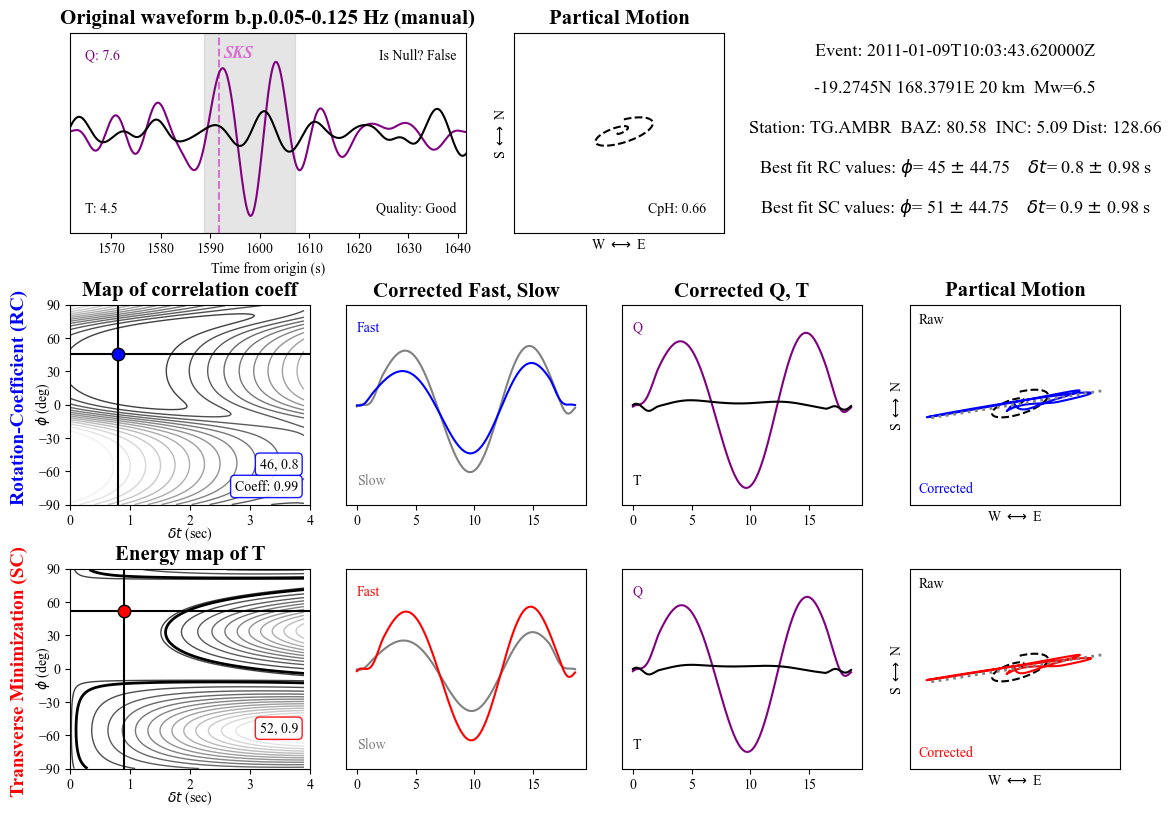 Original waveform b.p.0.05-0.125 Hz (manual)
Q: 7.6
SKS
Is Null? False
T: 4.5
Quality: Good
1570 1580 1590 1600 1610 1620 1630 1640
Time from origin (s)
Partical Motion
S ⟷ N
CpH: 0.66
W ⟷ E
Event: 2011-01-09T10:03:43.620000Z
-19.2745N 168.3791E 20 km  Mw=6.5
Station: TG.AMBR  BAZ: 80.58  INC: 5.09 Dist: 128.66
Best fit RC values: ϕ= 45 ± 44.75    δt= 0.8 ± 0.98 s
Best fit SC values: ϕ= 51 ± 44.75    δt= 0.9 ± 0.98 s
Rotation-Coefficient (RC)
Map of correlation coeff
ϕ (deg)
90
60
30
0
−30
−60
−90
46, 0.8
Coeff: 0.99
0 1 2 3 4
δt (sec)
Corrected Fast, Slow
Fast
Slow
0 5 10 15
Corrected Q, T
Q
T
0 5 10 15
Partical Motion
Raw
S ⟷ N
Corrected
W ⟷ E
Transverse Minimization (SC)
Energy map of T
ϕ (deg)
90
60
30
0
−30
−60
−90
52, 0.9
0 1 2 3 4
δt (sec)
Fast
Slow
0 5 10 15
Q
T
0 5 10 15
Raw
S ⟷ N
Corrected
W ⟷ E